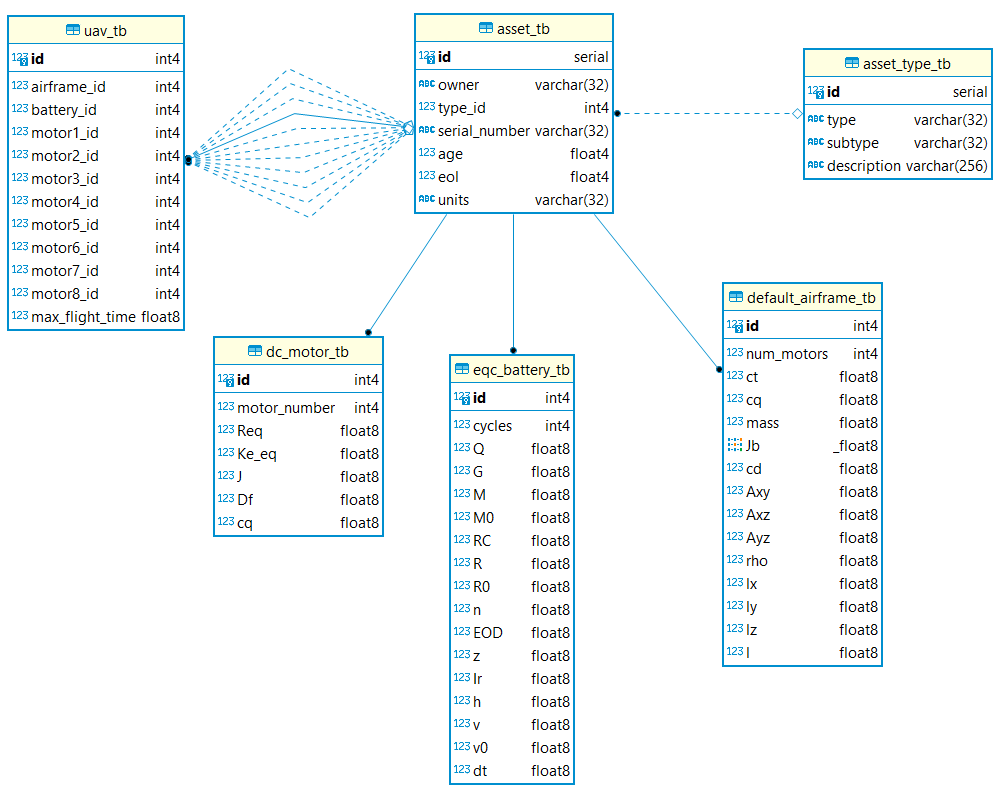 uav_tb
123 id int4
123 airframe_id int4
123 battery_id int4
123 motor1_id int4
123 motor2_id int4
123 motor3_id int4
123 motor4_id int4
123 motor5_id int4
123 motor6_id int4
123 motor7_id int4
123 motor8_id int4
123 max_flight_time float8
asset_tb
123 id serial
ABC owner varchar(32)
123 type_id int4
ABC serial_number varchar(32)
123 age float4
123 eol float4
ABC units varchar(32)
asset_type_tb
123 id serial
ABC type varchar(32)
ABC subtype varchar(32)
ABC description varchar(256)
dc_motor_tb
123 id int4
123 motor_number int4
123 Req float8
123 Ke_eq float8
123 J float8
123 Df float8
123 cq float8
eqc_battery_tb
123 id int4
123 cycles int4
123 Q float8
123 G float8
123 M float8
123 M0 float8
123 RC float8
123 R float8
123 R0 float8
123 n float8
123 EOD float8
123 z float8
123 Ir float8
123 h float8
123 v float8
123 v0 float8
123 dt float8
default_airframe_tb
123 id int4
123 num_motors int4
123 ct float8
123 cq float8
123 mass float8
Jb _float8
123 cd float8
123 Axy float8
123 Axz float8
123 Ayz float8
123 rho float8
123 Ix float8
123 Iy float8
123 Iz float8
123 l float8